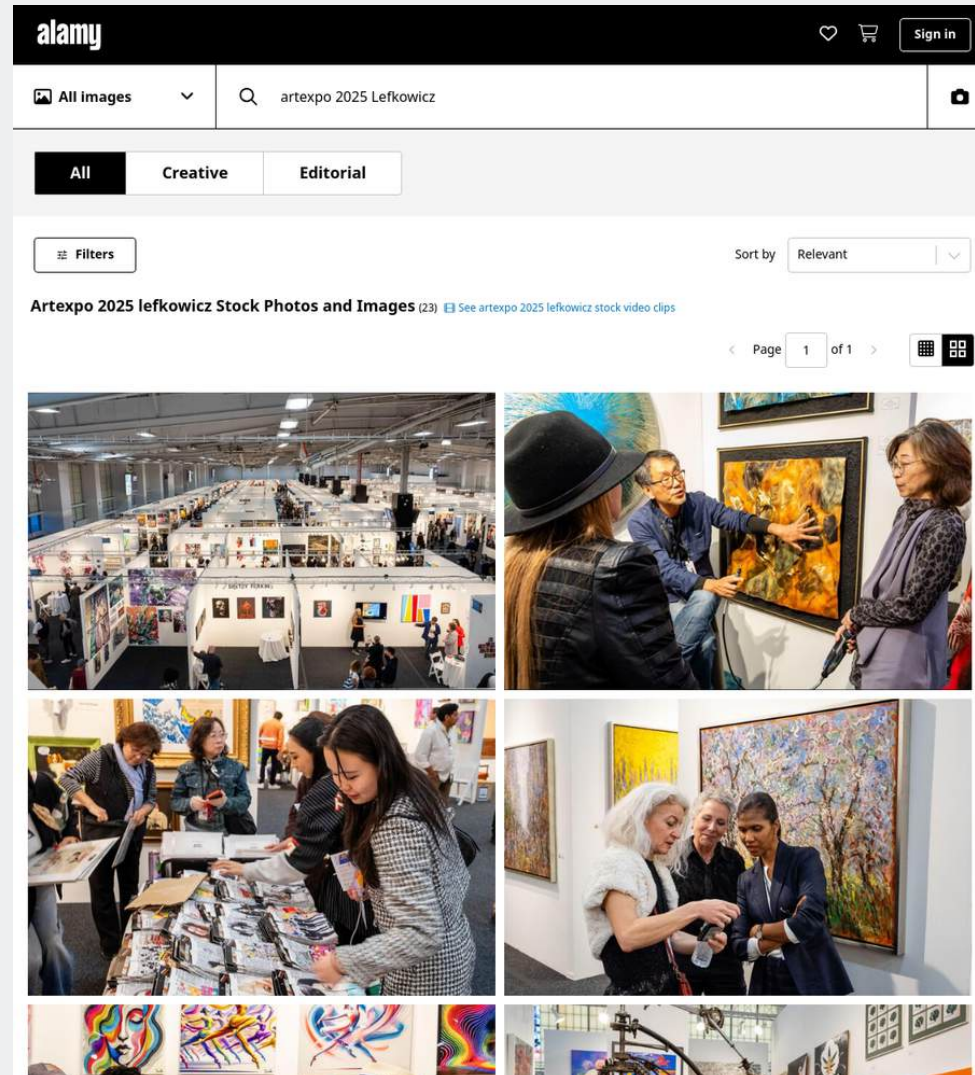 alamy
Sign in
All images
artexpo 2025 Lefkowicz
All
Creative
Editorial
Filters
Sort by
Relevant
Artexpo 2025 lefkowicz Stock Photos and Images (23) See artexpo 2025 lefkowicz stock video clips
Page 1 of 1